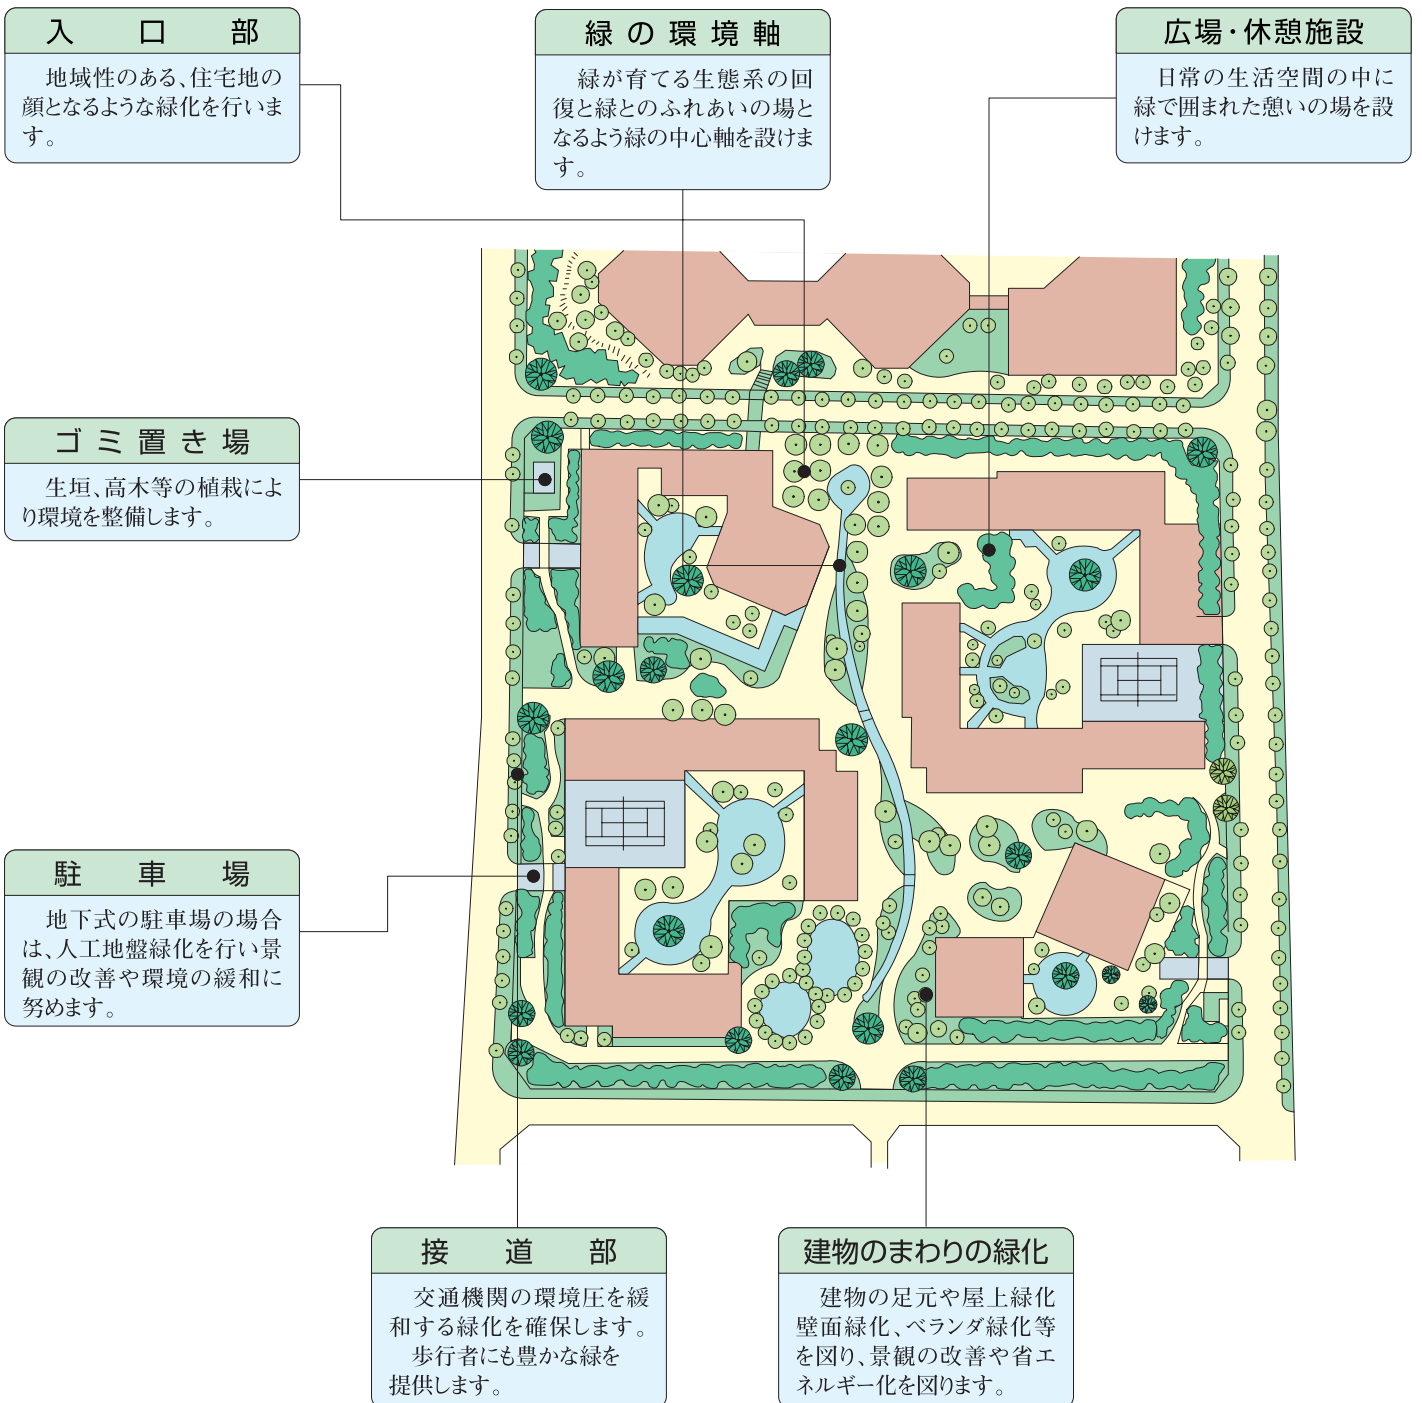 入口部
地域性のある、住宅地の
顔となるような緑化を行いま
す。
緑の環境軸
緑が育てる生態系の回
復と緑とのふれあいの場と
なるよう緑の中心軸を設けま
す。
広場・休憩施設
日常の生活空間の中に
緑で囲まれた憩いの場を設
けます。
ゴミ置き場
生垣、高木等の植栽によ
り環境を整備します。
駐車場
地下式の駐車場の場合
は、人工地盤緑化を行い景
観の改善や環境の緩和に
努めます。
接道部
交通機関の環境圧を緩
和する緑化を確保します。
歩行者にも豊かな緑を
提供します。
建物のまわりの緑化
建物の足元や屋上緑化
壁面緑化、ベランダ緑化等
を図り、景観の改善や省エ
ネルギー化を図ります。